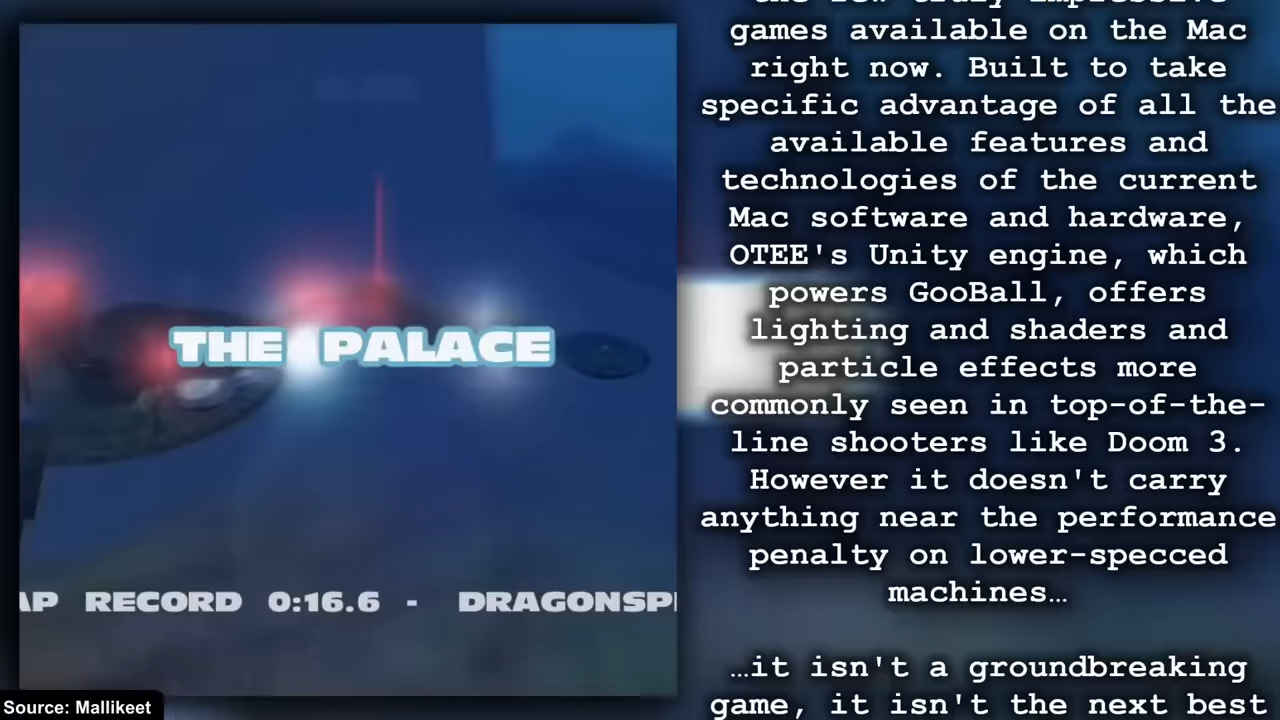 THE PALACE
RECORD 0:16.6 -
games available on the Mac
right now. Built to take
specific advantage of all the
available features and
technologies of the current
Mac software and hardware,
OTEE's Unity engine, which
powers GooBall, offers
lighting and shaders and
particle effects more
commonly seen in top-of-the-
line shooters like Doom 3.
However it doesn't carry
anything near the performance
penalty on lower-specced
machines…
…it isn't a groundbreaking
game, it isn't the next best
Source: Mallikeet